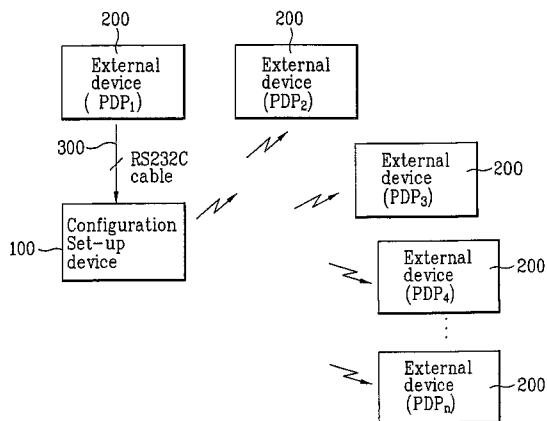 200
External
device
( PDP₁)
200
External
device
(PDP₂)
300
RS232C
cable
External
device
(PDP₃)
200
100
Configuration
Set-up
device
External
device
(PDP₄)
200
External
device
(PDPₙ)
200